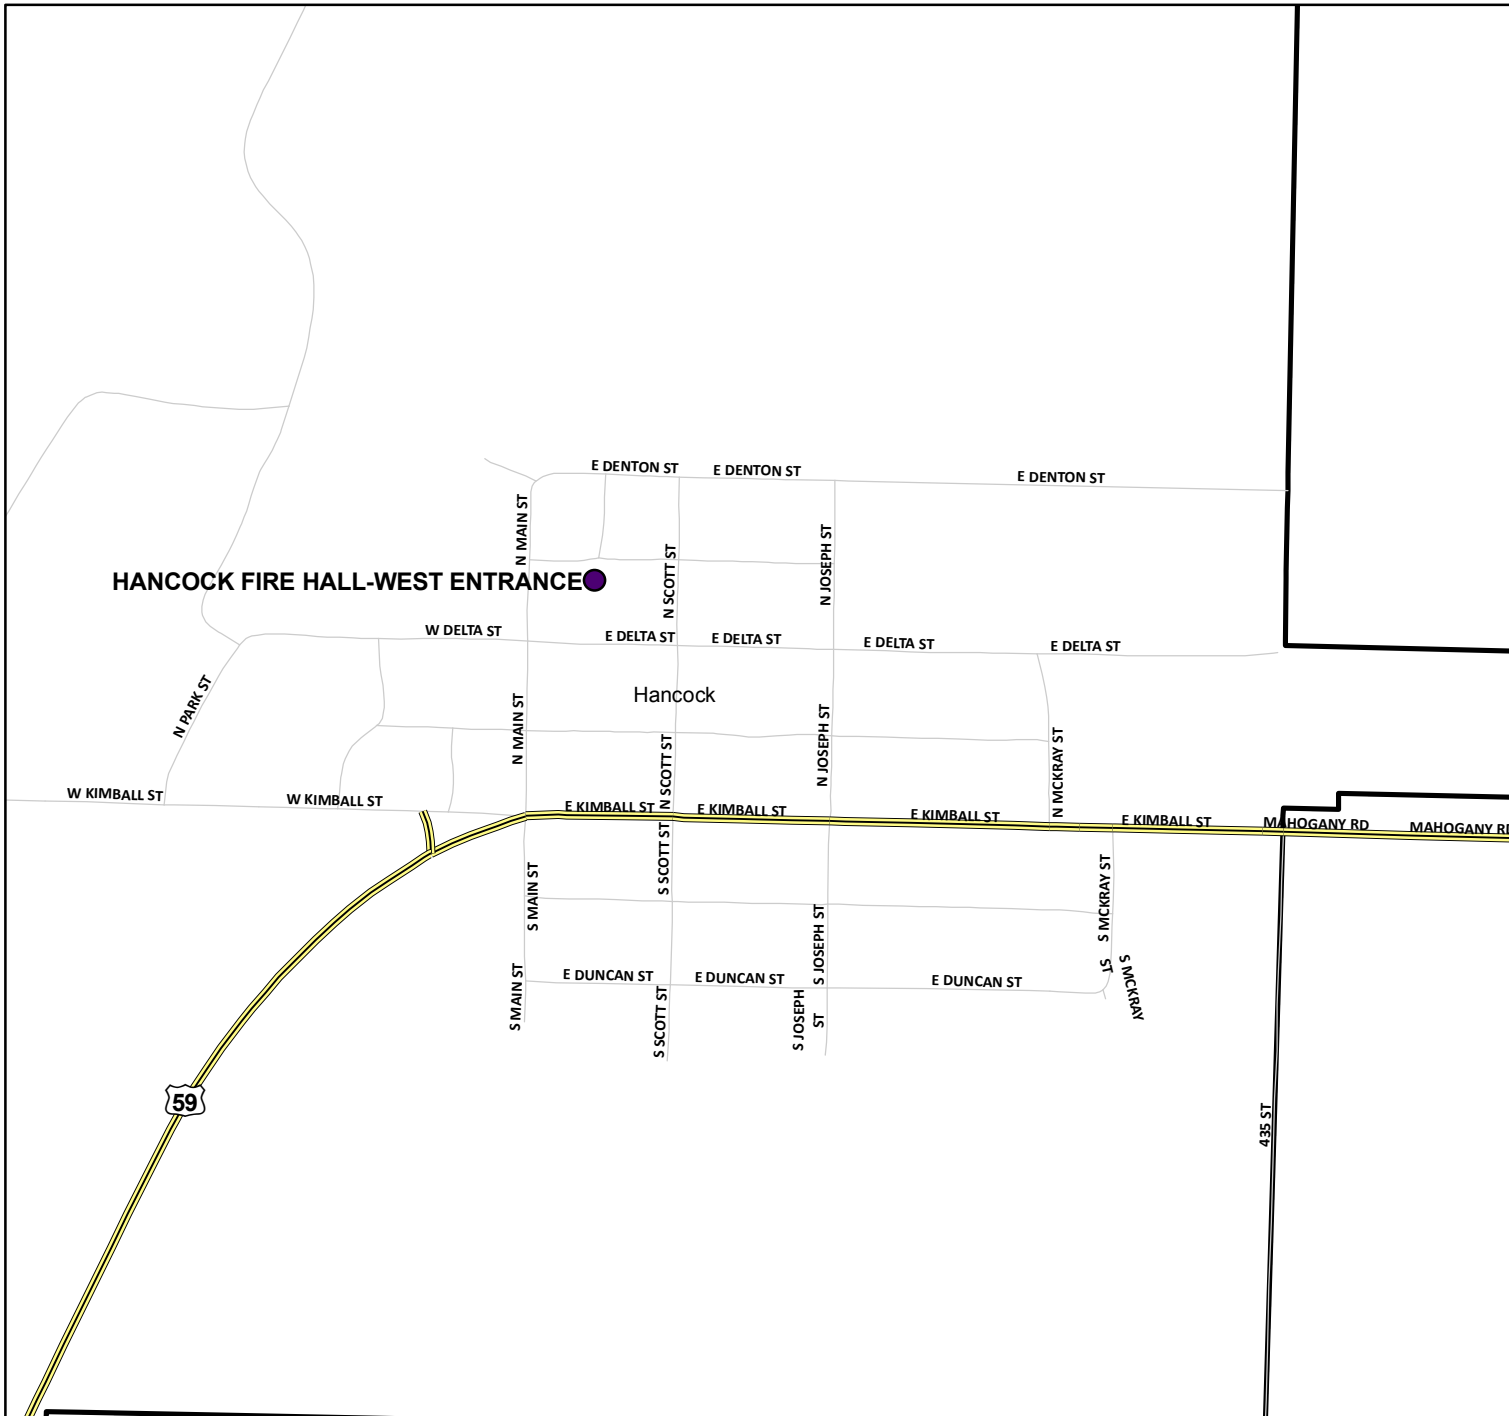 E DENTON ST
E DENTON ST
E DENTON ST
N MAIN ST
N JOSEPH ST
N SCOTT ST
HANCOCK FIRE HALL-WEST ENTRANCE
W DELTA ST
E DELTA ST
E DELTA ST
E DELTA ST
E DELTA ST
N PARK ST
Hancock
N MAIN ST
N JOSEPH ST
N SCOTT ST
N MCKRAY ST
W KIMBALL ST
W KIMBALL ST
E KIMBALL ST
E KIMBALL ST
E KIMBALL ST
E KIMBALL ST
MAHOGANY RD
MAHOGANY RD
S SCOTT ST
S MAIN ST
S MCKRAY ST
S JOSEPH ST
E DUNCAN ST
E DUNCAN ST
E DUNCAN ST
S MAIN ST
S SCOTT ST
S JOSEPH
ST
S MCKRAY
ST
59
435 ST